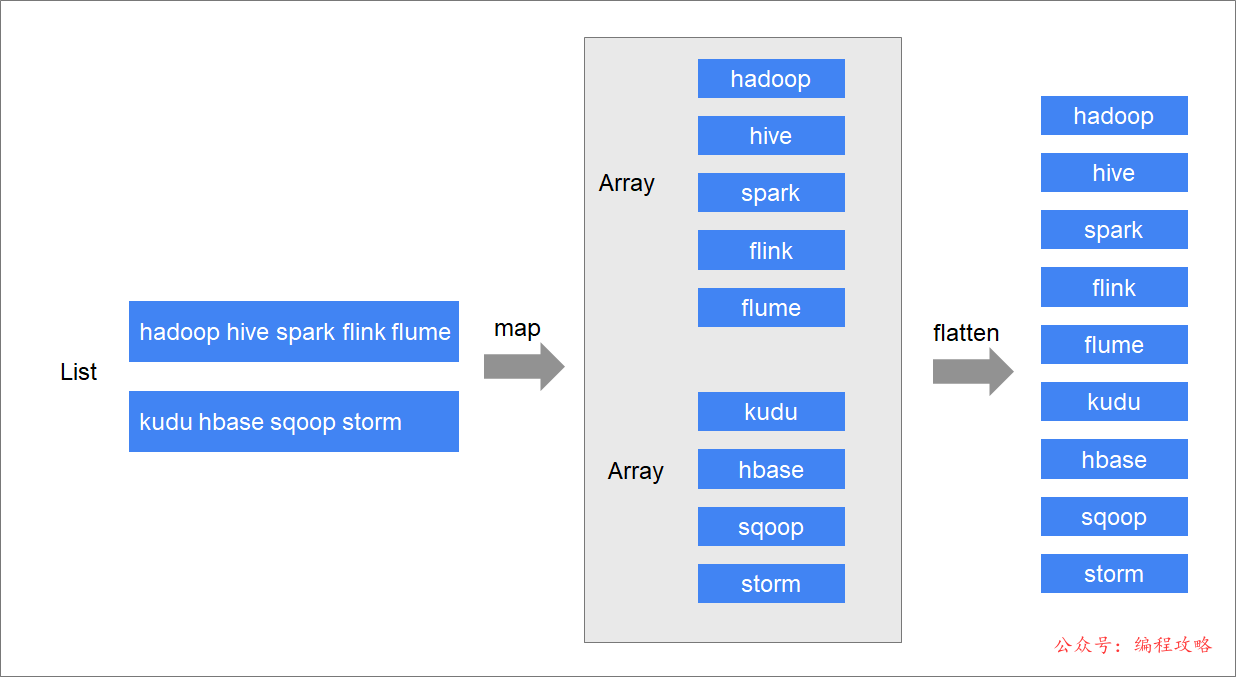 List
hadoop hive spark flink flume
kudu hbase sqoop storm
map
Array
hadoop
hive
spark
flink
flume
Array
kudu
hbase
sqoop
storm
flatten
hadoop
hive
spark
flink
flume
kudu
hbase
sqoop
storm
公众号：编程攻略